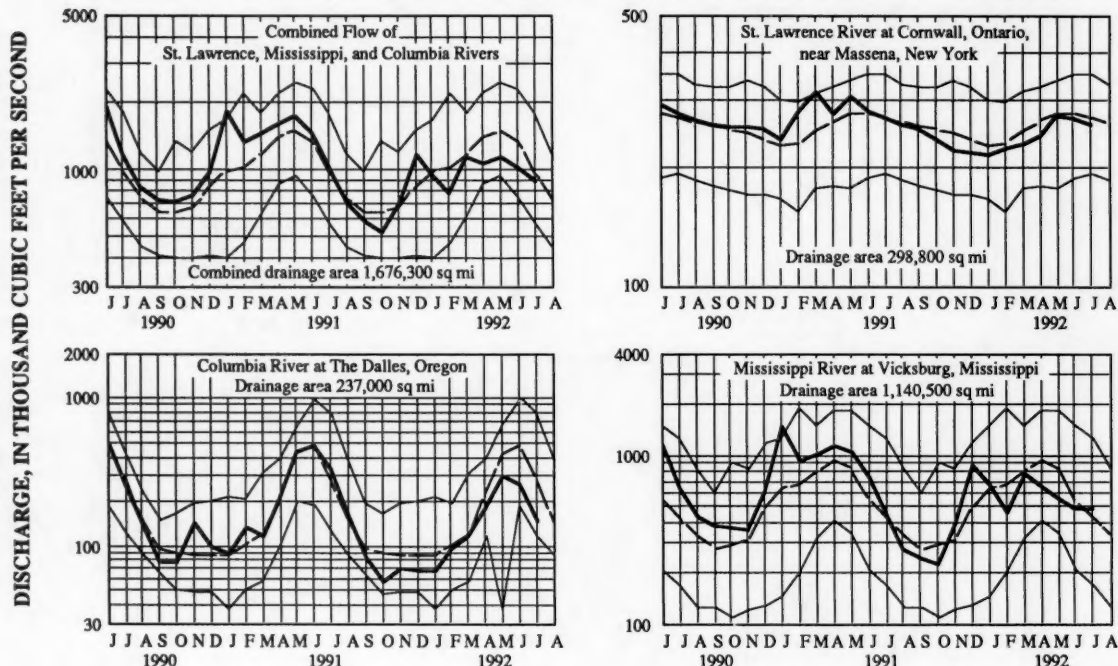 DISCHARGE, IN THOUSAND CUBIC FEET PER SECOND
5000
1000
300
Combined Flow of
St. Lawrence, Mississippi, and Columbia Rivers
Combined drainage area 1,676,300 sq mi
J J A S O N D J F M A M J J A S O N D J F M A M J J A
1990 1991 1992
500
100
St. Lawrence River at Cornwall, Ontario,
near Massena, New York
Drainage area 298,800 sq mi
J J A S O N D J F M A M J J A S O N D J F M A M J J A
1990 1991 1992
2000
1000
100
30
Columbia River at The Dalles, Oregon
Drainage area 237,000 sq mi
J J A S O N D J F M A M J J A S O N D J F M A M J J A
1990 1991 1992
4000
1000
100
Mississippi River at Vicksburg, Mississippi
Drainage area 1,140,500 sq mi
J J A S O N D J F M A M J J A S O N D J F M A M J J A
1990 1991 1992